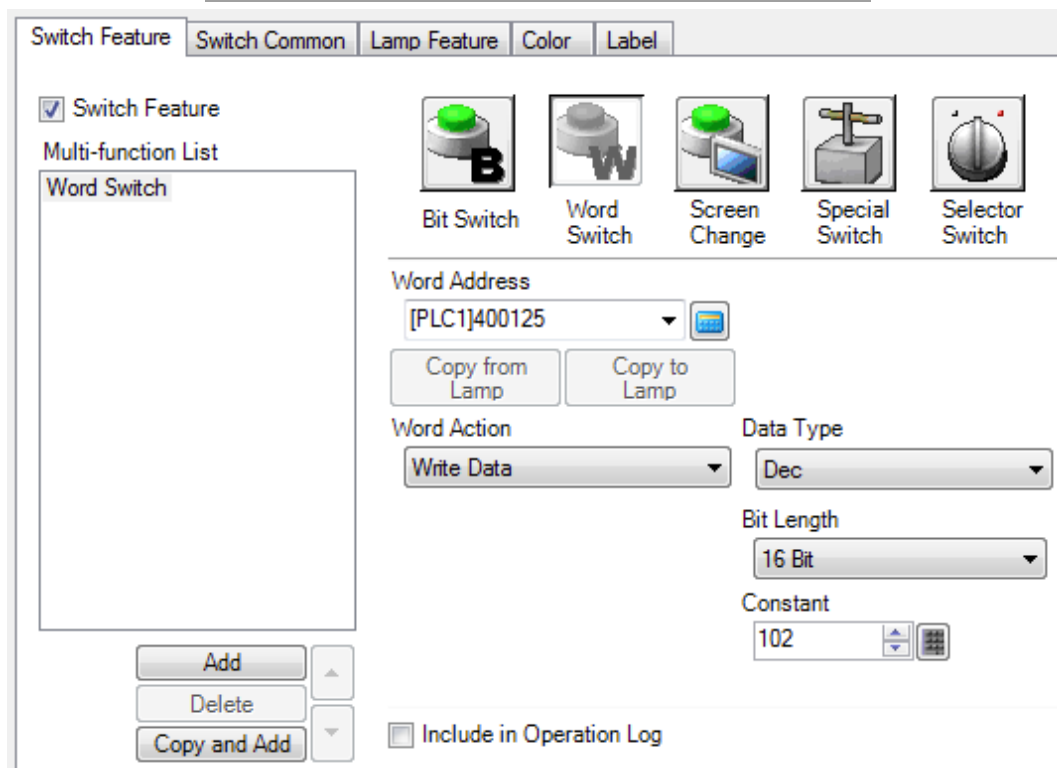 Switch Feature Switch Common Lamp Feature Color Label
Switch Feature
Multi-function List
Word Switch
B
W
Bit Switch
Word
Switch
Screen
Change
Special
Switch
Selector
Switch
Word Address
[PLC1]400125
Copy from
Lamp
Copy to
Lamp
Word Action
Write Data
Data Type
Dec
Bit Length
16 Bit
Constant
102
Add
Delete
Copy and Add
Include in Operation Log